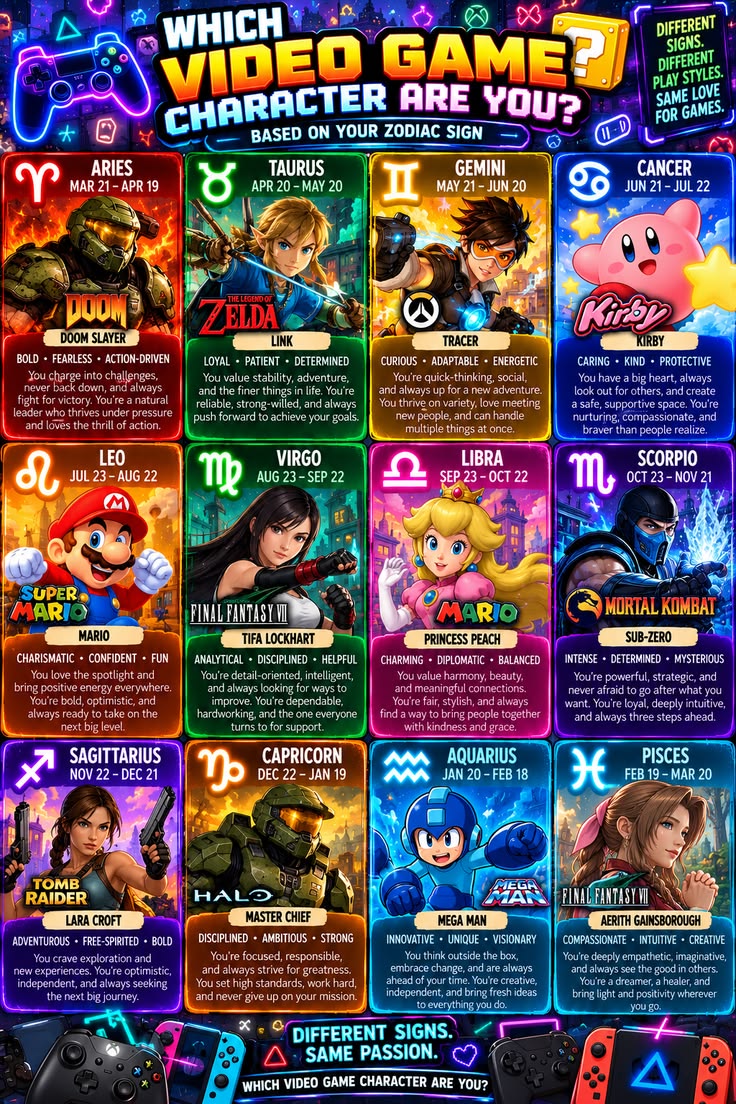 WHICH
VIDEO GAME
CHARACTER ARE YOU?
BASED ON YOUR ZODIAC SIGN
DIFFERENT
SIGNS.
DIFFERENT
PLAY STYLES.
SAME LOVE
FOR GAMES.
ARIES
MAR 21 – APR 19
DOOM
DOOM SLAYER
BOLD • FEARLESS • ACTION-DRIVEN
You charge into challenges,
never back down, and always
fight for victory. You're a natural
leader who thrives under pressure
and loves the thrill of action.
TAURUS
APR 20 – MAY 20
THE LEGEND OF
ZELDA
LINK
LOYAL • PATIENT • DETERMINED
You value stability, adventure,
and the finer things in life. You're
reliable, strong-willed, and always
push forward to achieve your goals.
GEMINI
MAY 21 – JUN 20
TRACER
CURIOUS • ADAPTABLE • ENERGETIC
You're quick-thinking, social,
and always up for a new adventure.
You thrive on variety, love meeting
new people, and can handle
multiple things at once.
CANCER
JUN 21 – JUL 22
Kirby
KIRBY
CARING • KIND • PROTECTIVE
You have a big heart, always
look out for others, and create
a safe, supportive space. You're
nurturing, compassionate, and
braver than people realize.
LEO
JUL 23 – AUG 22
M
SUPER
MARIO
MARIO
CHARISMATIC • CONFIDENT • FUN
You love the spotlight and
bring positive energy everywhere.
You're bold, optimistic, and
always ready to take on the
next big level.
VIRGO
AUG 23 – SEP 22
FINAL FANTASY VII
TIFA LOCKHART
ANALYTICAL • DISCIPLINED • HELPFUL
You're detail-oriented, intelligent,
and always looking for ways to
improve. You're dependable,
hardworking, and the one everyone
turns to for support.
LIBRA
SEP 23 – OCT 22
MARIO
PRINCESS PEACH
CHARMING • DIPLOMATIC • BALANCED
You value harmony, beauty,
and meaningful connections.
You're fair, stylish, and always
find a way to bring people together
with kindness and grace.
SCORPIO
OCT 23 – NOV 21
MORTAL KOMBAT
SUB-ZERO
INTENSE • DETERMINED • MYSTERIOUS
You're powerful, strategic, and
never afraid to go after what you
want. You're loyal, deeply intuitive,
and always three steps ahead.
SAGITTARIUS
NOV 22 – DEC 21
TOMB
RAIDER
LARA CROFT
ADVENTUROUS • FREE-SPIRITED • BOLD
You crave exploration and
new experiences. You're optimistic,
independent, and always seeking
the next big journey.
CAPRICORN
DEC 22 – JAN 19
HALO
MASTER CHIEF
DISCIPLINED • AMBITIOUS • STRONG
You're focused, responsible,
and always strive for greatness.
You set high standards, work hard,
and never give up on your mission.
AQUARIUS
JAN 20 – FEB 18
MEGA
MAN
MEGA MAN
INNOVATIVE • UNIQUE • VISIONARY
You think outside the box,
embrace change, and are always
ahead of your time. You're creative,
independent, and bring fresh ideas
to everything you do.
PISCES
FEB 19 – MAR 20
FINAL FANTASY VII
AERITH GAINSBOROUGH
COMPASSIONATE • INTUITIVE • CREATIVE
You're deeply empathic, imaginative,
and always see the good in others.
You're a dreamer, a healer, and
bring light and positivity wherever
you go.
DIFFERENT SIGNS.
SAME PASSION.
WHICH VIDEO GAME CHARACTER ARE YOU?